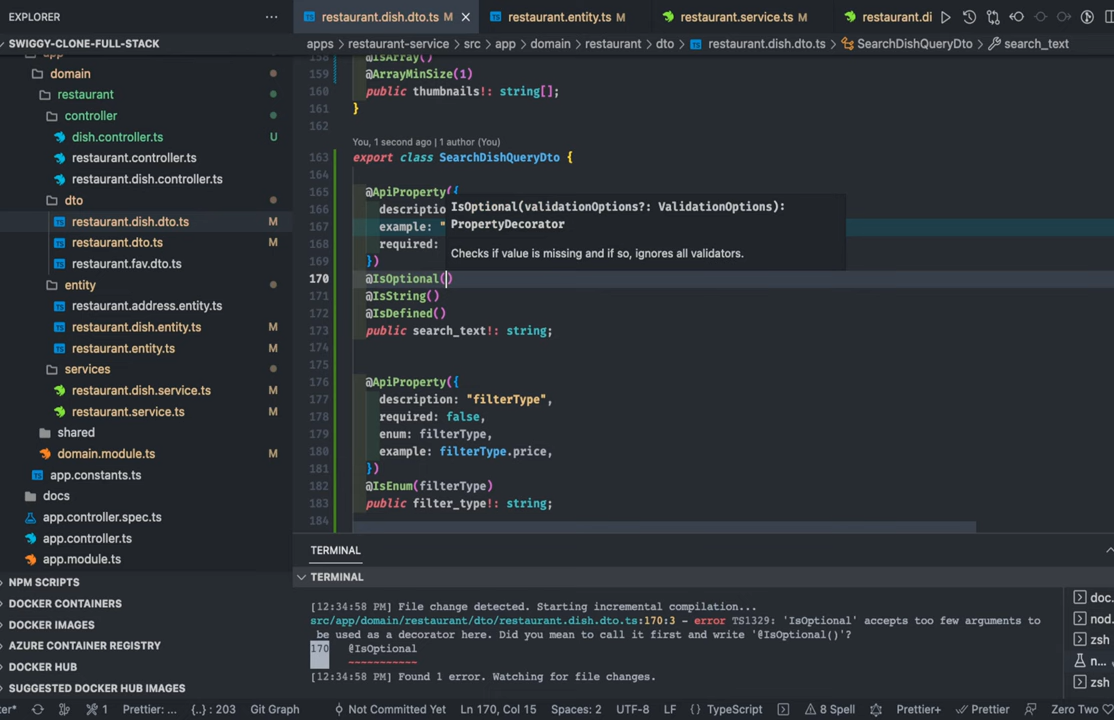 EXPLORER
restaurant.dish.dto.ts M
restaurant.entity.ts M
restaurant.service.ts M
restaurant.di
SWIGGY-CLONE-FULL-STACK
apps > restaurant-service > src > app > domain > restaurant > dto > restaurant.dish.dto.ts > SearchDishQueryDto > search_text
domain
restaurant
controller
dish.controller.ts U
restaurant.controller.ts
restaurant.dish.controller.ts
dto
restaurant.dish.dto.ts M
restaurant.dto.ts M
restaurant.fav.dto.ts
entity
restaurant.address.entity.ts
restaurant.dish.entity.ts M
restaurant.entity.ts M
services
restaurant.dish.service.ts M
restaurant.service.ts M
shared
domain.module.ts M
app.constants.ts
docs
app.controller.spec.ts
app.controller.ts
app.module.ts
NPM SCRIPTS
DOCKER CONTAINERS
DOCKER IMAGES
AZURE CONTAINER REGISTRY
DOCKER HUB
SUGGESTED DOCKER HUB IMAGES
158 @IsArray()
159 @ArrayMinSize(1)
160 public thumbnails!: string[];
161 }
162
You, 1 second ago | 1 author (You)
163 export class SearchDishQueryDto {
164
165 @ApiProperty({
166 description
167 example: "
168 required:
169 })
170 @IsOptional()
171 @IsString()
172 @IsDefined()
173 public search_text!: string;
174
175
176 @ApiProperty({
177 description: "filterType",
178 required: false,
179 enum: filterType,
180 example: filterType.price,
181 })
182 @IsEnum(filterType)
183 public filter_type!: string;
184
IsOptional(validationOptions?: ValidationOptions):
PropertyDecorator
Checks if value is missing and if so, ignores all validators.
TERMINAL
TERMINAL
[12:34:58 PM] File change detected. Starting incremental compilation...
src/app/domain/restaurant/dto/restaurant.dish.dto.ts:170:3 - error TS1329: 'IsOptional' accepts too few arguments to
be used as a decorator here. Did you mean to call it first and write '@IsOptional()'?
170 @IsOptional
~~~~~~~~~~~
[12:34:58 PM] Found 1 error. Watching for file changes.
doc.
nod.
zsh
n...
zsh
ter* 1 Prettier: ... {..} : 203 Git Graph Not Committed Yet Ln 170, Col 15 Spaces: 2 UTF-8 LF TypeScript 8 Spell Prettier+ Prettier Zero Two